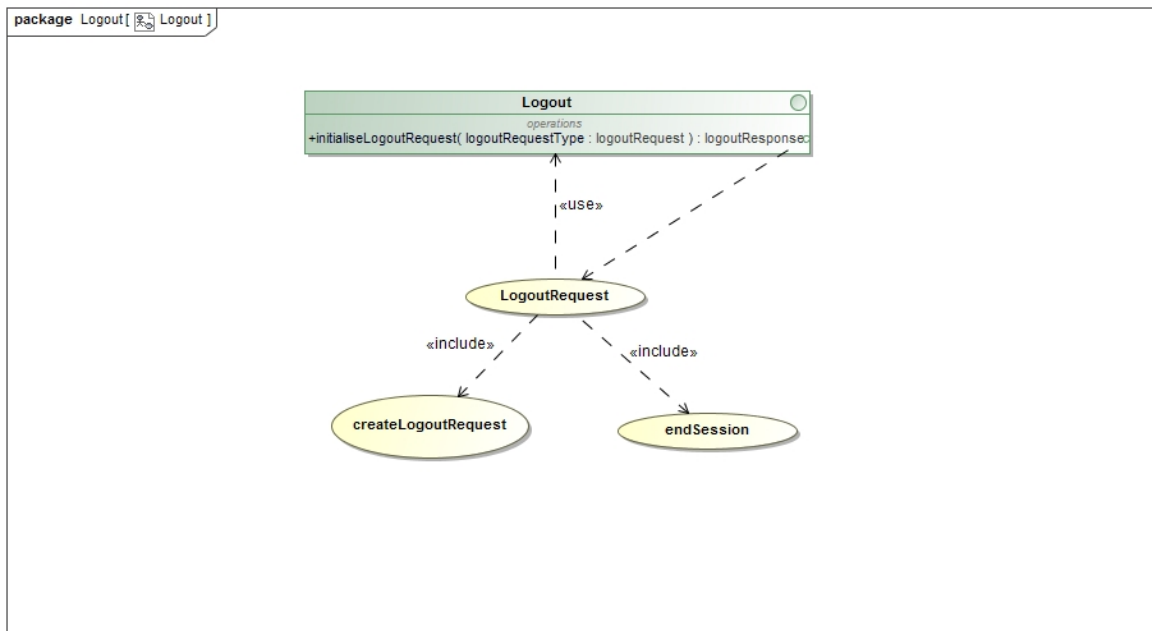 package Logout[ Logout ]
Logout
operations
+initialiseLogoutRequest( logoutRequestType : logoutRequest ) : logoutResponse
«use»
LogoutRequest
«include»
«include»
createLogoutRequest
endSession